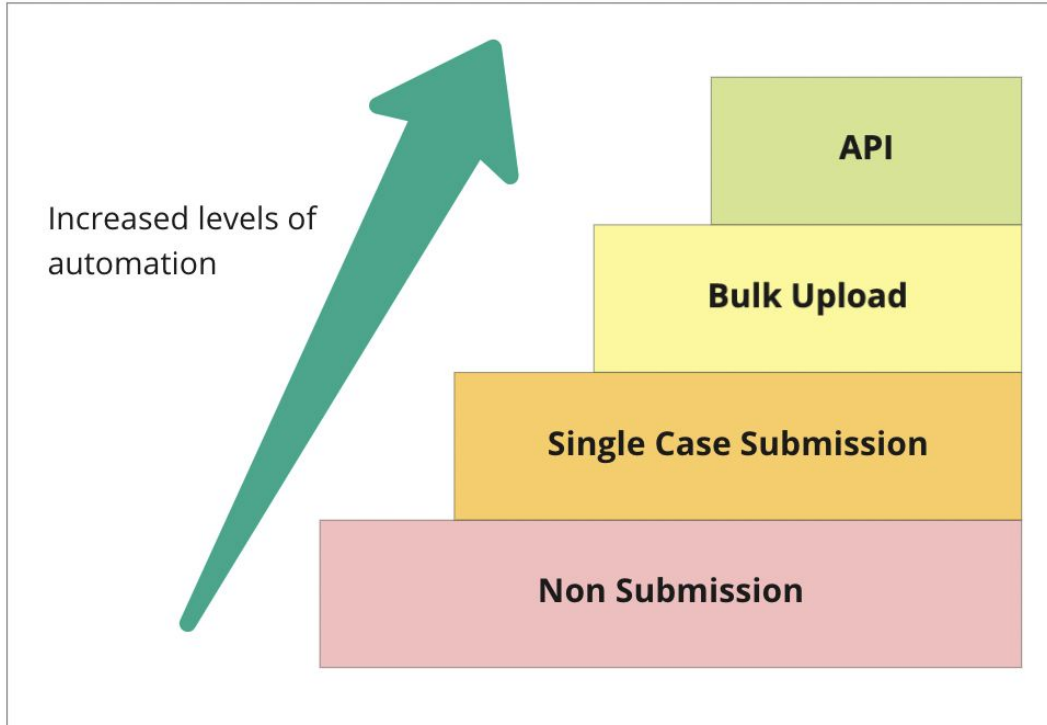 API
Increased levels of
automation
Bulk Upload
Single Case Submission
Non Submission